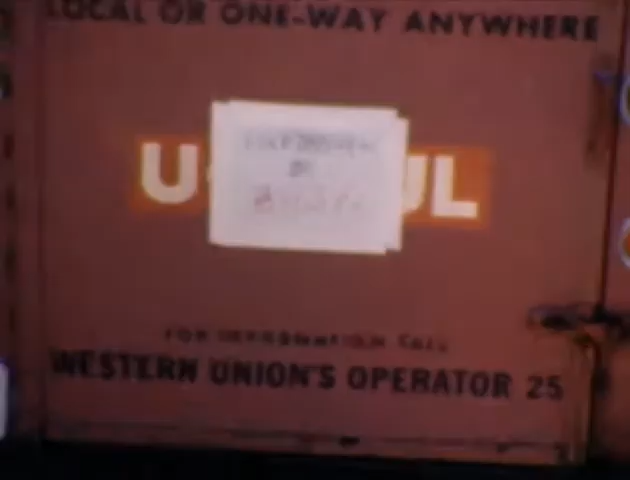 LOCAL OR ONE-WAY ANYWHERE
U- UL
FOR INFORMATION CALL
WESTERN UNION'S OPERATOR 25